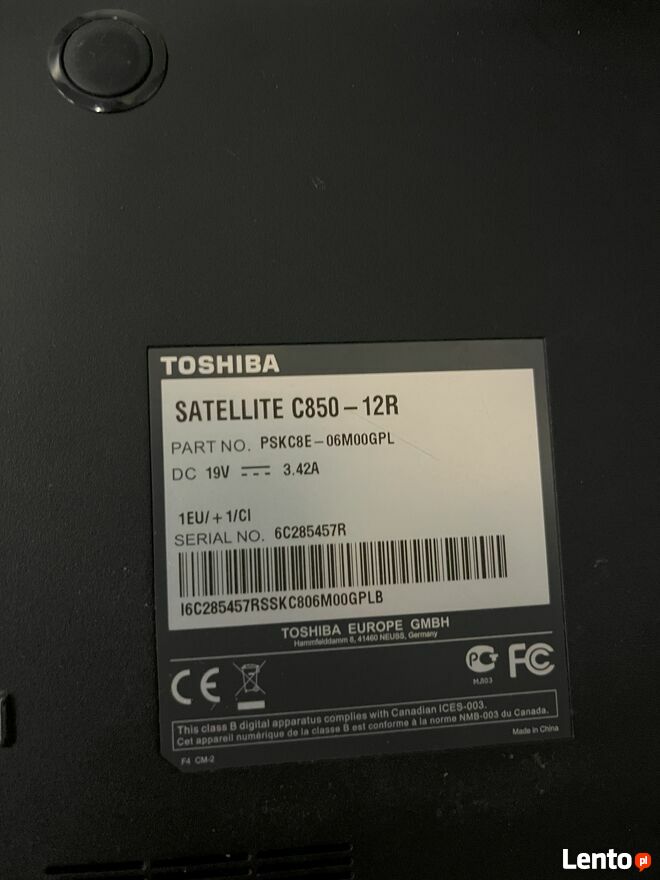 TOSHIBA
SATELLITE C850-12R
PART NO. PSKC8E-06M00GPL
DC 19V 3.42A
1EU/+1/CI
SERIAL NO. 6C285457R
I6C285457RSSKC806M00GPLB
TOSHIBA EUROPE GMBH
Hammfelddamm 8, 41460 NEUSS, Germany
CE
PCT FC
МЛ03
This class B digital apparatus complies with Canadian ICES-003.
Cet appareil numérique de la classe B est conforme à la norme NMB-003 du Canada.
F4 CM-2 Made in China
Lento pl